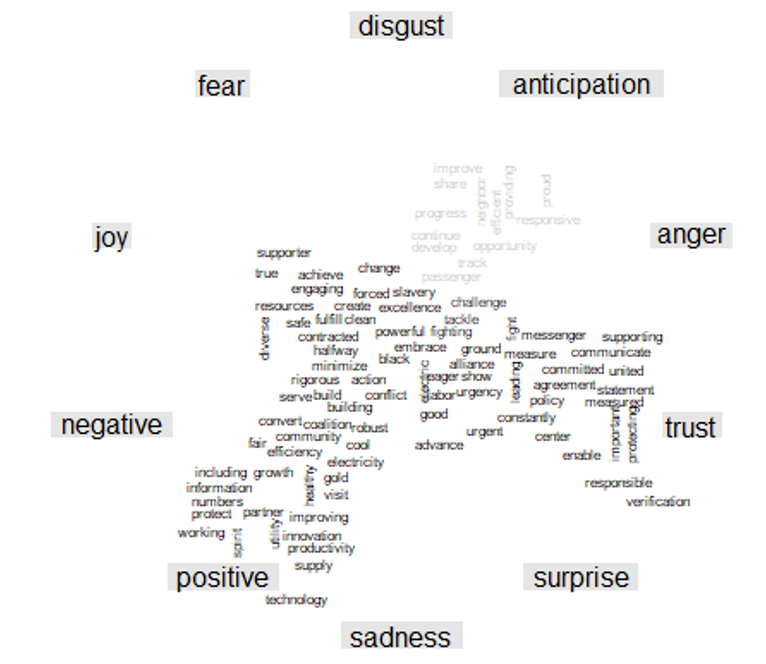 disgust
fear
anticipation
improve
share
neighbor
efficient
providing
proud
progress
responsive
continue
develop
opportunity
track
passenger
joy
anger
supporter
true
achieve
change
engaging
forced
slavery
resources
create
excellence
challenge
diverse
safe
fulfill
clean
tackle
contracted
powerful
fighting
fight
messenger
supporting
halfway
embrace
ground
measure
communicate
minimize
black
alliance
committed
united
rigorous
action
electric
eager
show
leading
agreement
statement
serve
build
conflict
labor
urgency
policy
measured
building
good
constantly
important
protecting
convert
coalition
robust
urgent
center
fair
community
cool
advance
enable
efficiency
electricity
negative
trust
including
growth
healthy
gold
responsible
information
visit
numbers
verification
protect
partner
improving
working
spirit
utility
innovation
productivity
supply
positive
surprise
technology
sadness